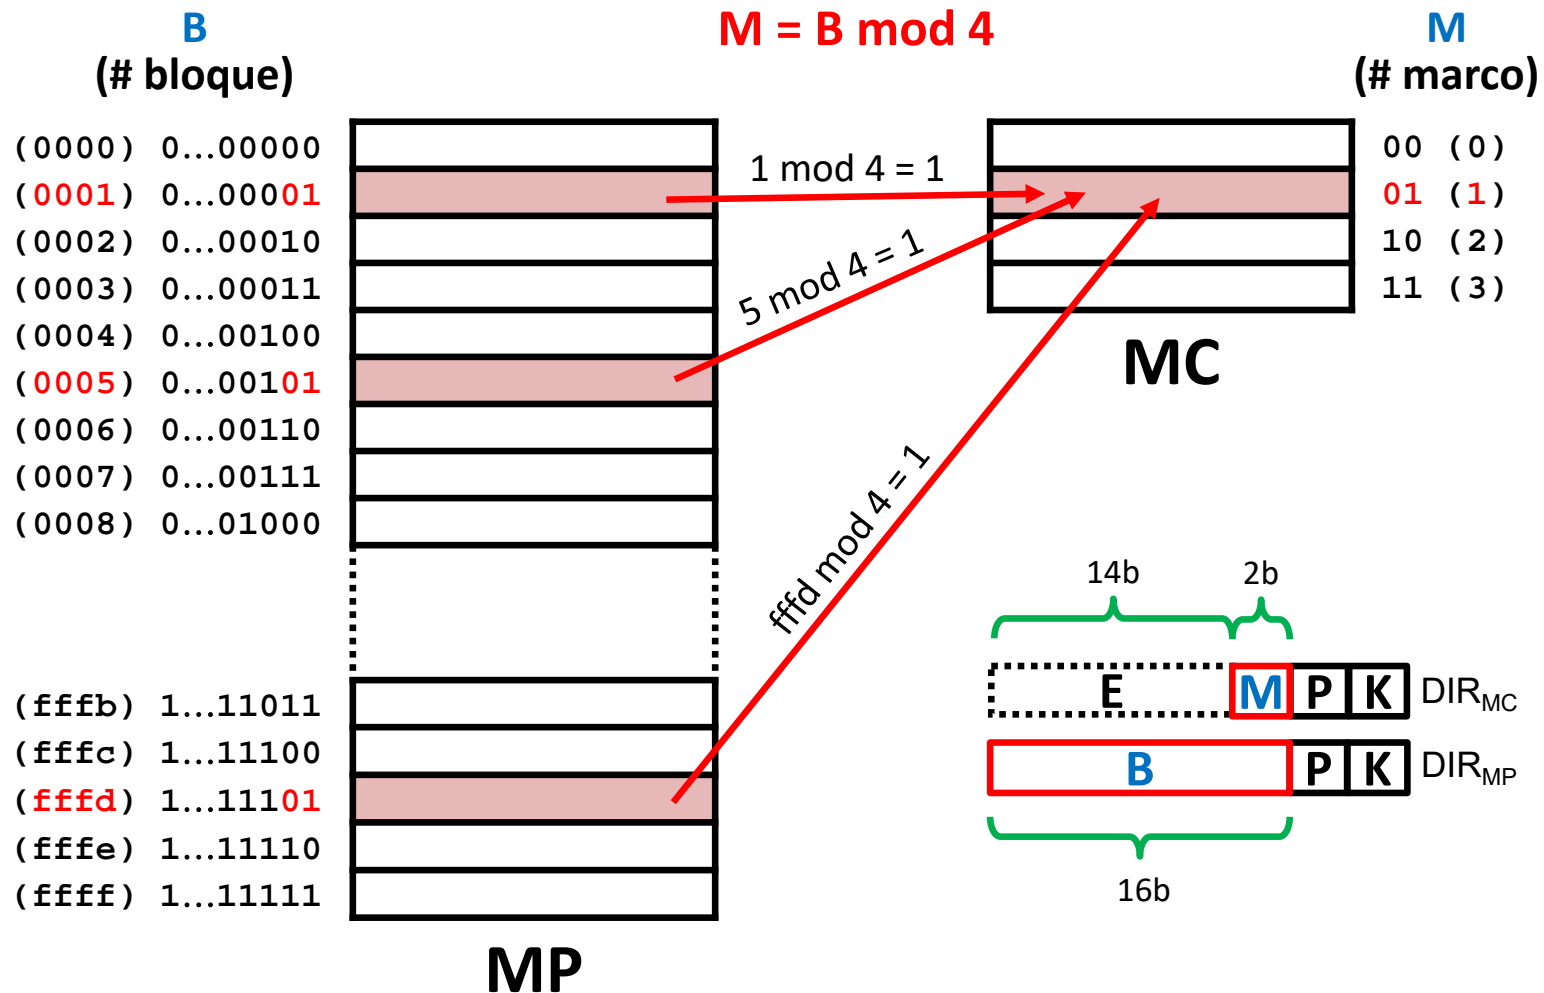 B
(# bloque)
M = B mod 4
M
(# marco)
(0000) 0...00000
(0001) 0...00001
(0002) 0...00010
(0003) 0...00011
(0004) 0...00100
(0005) 0...00101
(0006) 0...00110
(0007) 0...00111
(0008) 0...01000
(fffb) 1...11011
(fffc) 1...11100
(fffd) 1...11101
(fffe) 1...11110
(ffff) 1...11111
MP
1 mod 4 = 1
5 mod 4 = 1
fffd mod 4 = 1
00 (0)
01 (1)
10 (2)
11 (3)
MC
14b 2b
E M P K DIRMC
B P K DIRMP
16b